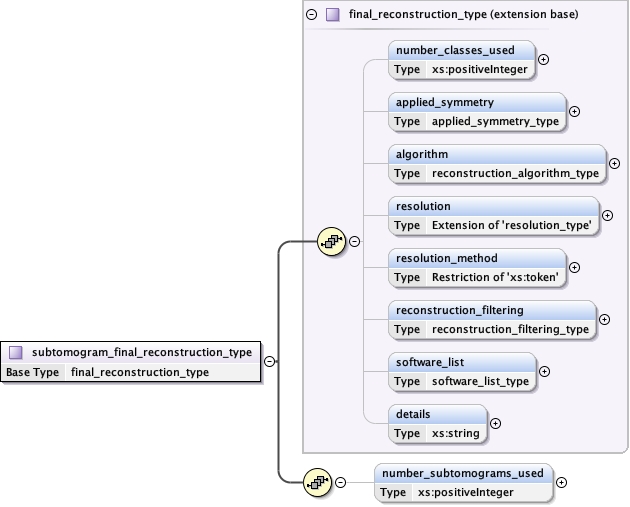 final_reconstruction_type (extension base)
number_classes_used
Type xs:positiveInteger
applied_symmetry
Type applied_symmetry_type
algorithm
Type reconstruction_algorithm_type
resolution
Type Extension of 'resolution_type'
resolution_method
Type Restriction of 'xs:token'
reconstruction_filtering
Type reconstruction_filtering_type
subtomogram_final_reconstruction_type
Base Type final_reconstruction_type
software_list
Type software_list_type
details
Type xs:string
number_subtomograms_used
Type xs:positiveInteger